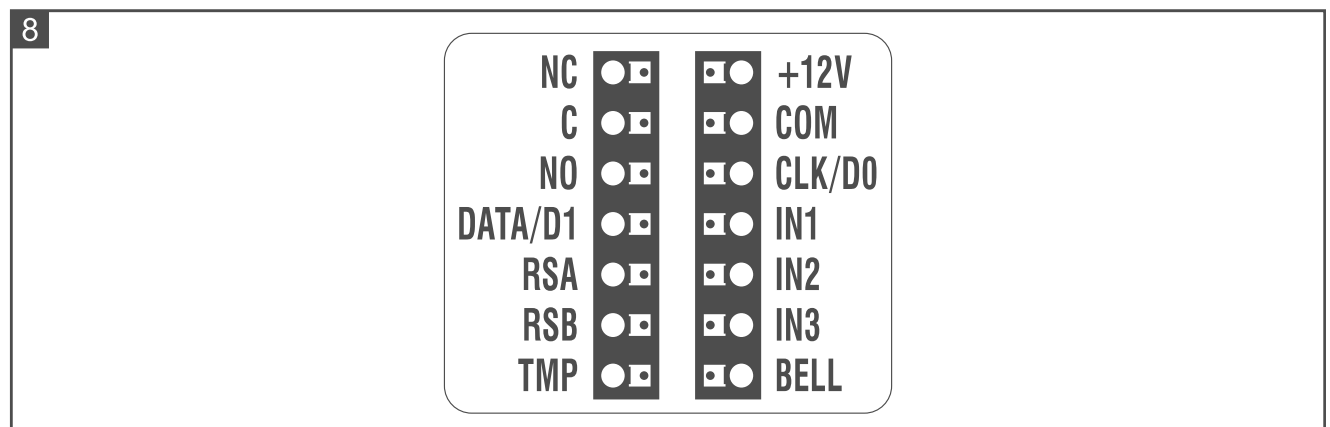 8
NC +12V
C COM
NO CLK/D0
DATA/D1 IN1
RSA IN2
RSB IN3
TMP BELL